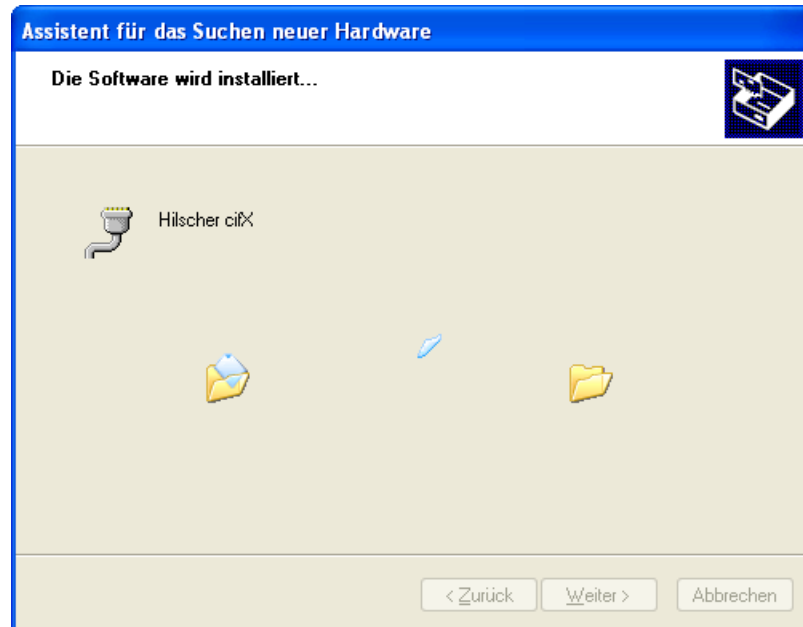 Assistent für das Suchen neuer Hardware
Die Software wird installiert...
Hilscher cifX
< Zurück
Weiter >
Abbrechen